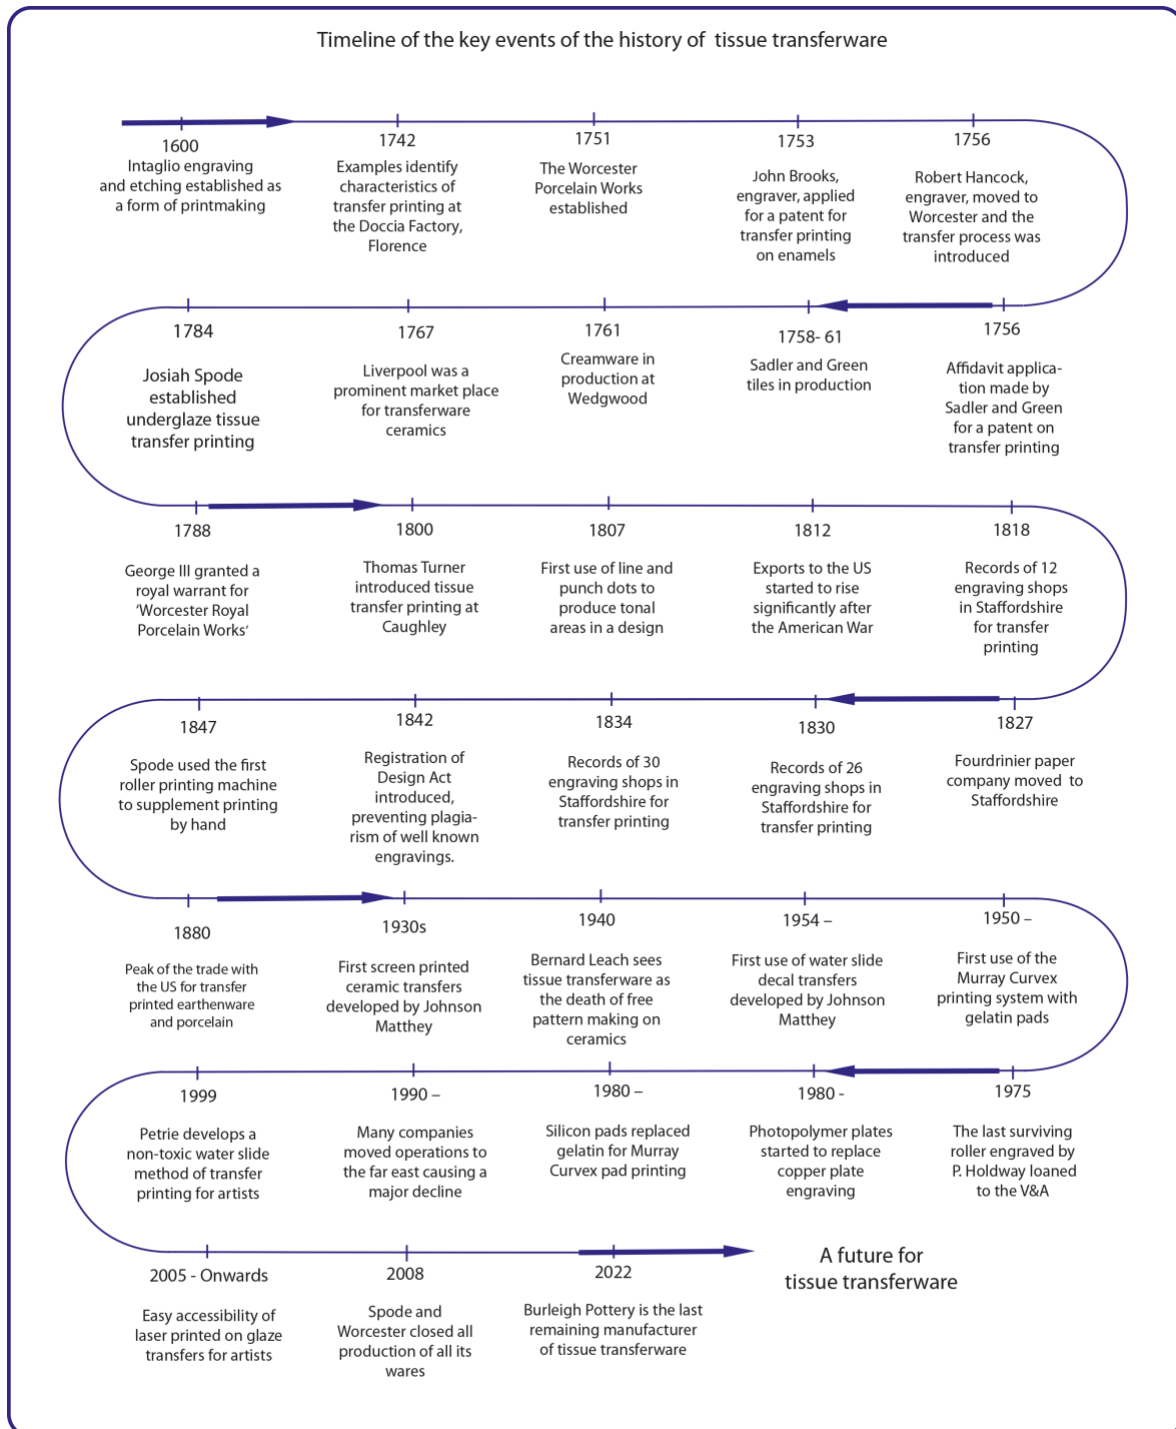 Timeline of the key events of the history of tissue transferware
1600
Intaglio engraving
and etching established as
a form of printmaking
1742
Examples identify
characteristics of
transfer printing at
the Doccia Factory,
Florence
1751
The Worcester
Porcelain Works
established
1753
John Brooks,
engraver, applied
for a patent for
transfer printing
on enamels
1756
Robert Hancock,
engraver, moved to
Worcester and the
transfer process was
introduced
1784
Josiah Spode
established
underglaze tissue
transfer printing
1767
Liverpool was a
prominent market place
for transferware
ceramics
1761
Creamware in
production at
Wedgwood
1758- 61
Sadler and Green
tiles in production
1756
Affidavit applica-
tion made by
Sadler and Green
for a patent on
transfer printing
1788
George III granted a
royal warrant for
‘Worcester Royal
Porcelain Works’
1800
Thomas Turner
introduced tissue
transfer printing at
Caughley
1807
First use of line and
punch dots to
produce tonal
areas in a design
1812
Exports to the US
started to rise
significantly after
the American War
1818
Records of 12
engraving shops
in Staffordshire
for transfer
printing
1847
Spode used the first
roller printing machine
to supplement printing
by hand
1842
Registration of
Design Act
introduced,
preventing plagia-
rism of well known
engravings.
1834
Records of 30
engraving shops in
Staffordshire for
transfer printing
1830
Records of 26
engraving shops in
Staffordshire for
transfer printing
1827
Fourdrinier paper
company moved to
Staffordshire
1880
Peak of the trade with
the US for transfer
printed earthenware
and porcelain
1930s
First screen printed
ceramic transfers
developed by Johnson
Matthey
1940
Bernard Leach sees
tissue transferware as
the death of free
pattern making on
ceramics
1954 –
First use of water slide
decal transfers
developed by Johnson
Matthey
1950 –
First use of the
Murray Curvex
printing system with
gelatin pads
1999
Petrie develops a
non-toxic water slide
method of transfer
printing for artists
1990 –
Many companies
moved operations to
the far east causing a
major decline
1980 –
Silicon pads replaced
gelatin for Murray
Curvex pad printing
1980 -
Photopolymer plates
started to replace
copper plate
engraving
1975
The last surviving
roller engraved by
P. Holdway loaned
to the V&A
2005 - Onwards
Easy accessibility of
laser printed on glaze
transfers for artists
2008
Spode and
Worcester closed all
production of all its
wares
2022
Burleigh Pottery is the last
remaining manufacturer
of tissue transferware
A future for
tissue transferware